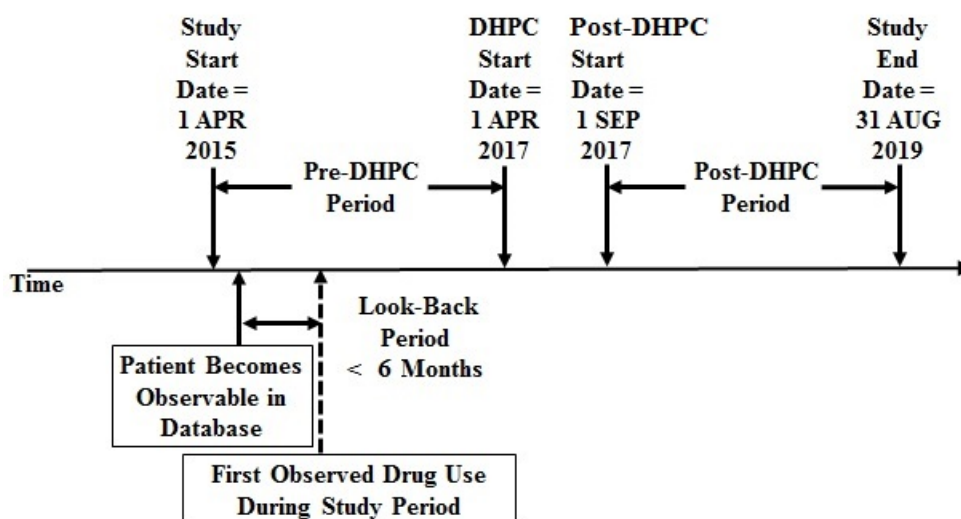 Study
Start
Date =
1 APR
2015
DHPC
Start
Date =
1 APR
2017
Post-DHPC
Start
Date =
1 SEP
2017
Study
End
Date =
31 AUG
2019
Pre-DHPC
Period
Post-DHPC
Period
Time
Look-Back
Period
< 6 Months
Patient Becomes
Observable in
Database
First Observed Drug Use
During Study Period